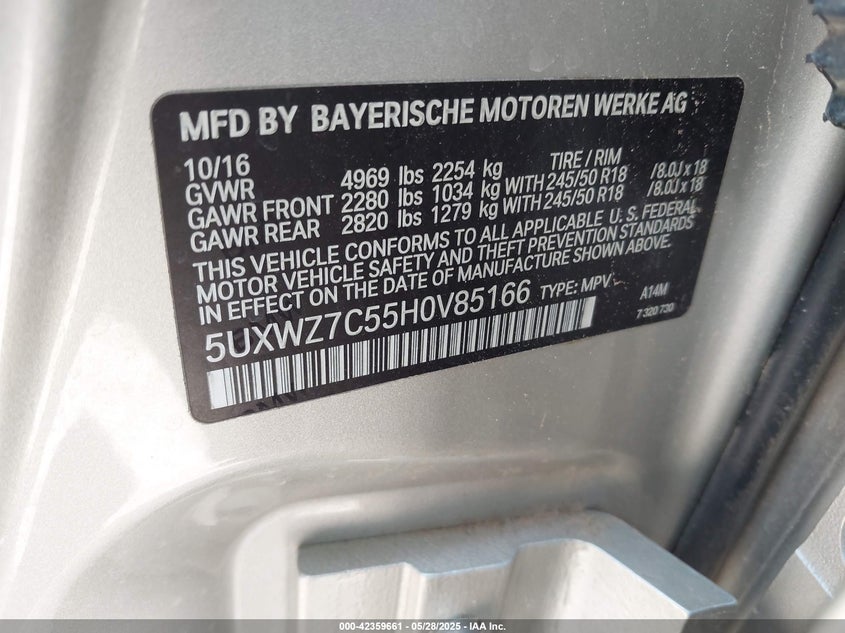 MFD BY BAYERISCHE MOTOREN WERKE AG
10/16 TIRE / RIM
GVWR 4969 lbs 2254 kg
GAWR FRONT 2280 lbs 1034 kg WITH 245/50 R18 /8.0J x 18
GAWR REAR 2820 lbs 1279 kg WITH 245/50 R18 /8.0J x 18
THIS VEHICLE CONFORMS TO ALL APPLICABLE U.S. FEDERAL
MOTOR VEHICLE SAFETY AND THEFT PREVENTION STANDARDS
IN EFFECT ON THE DATE OF MANUFACTURE SHOWN ABOVE.
5UXWZ7C55H0V85166 TYPE: MPV A14M
7 320 730
000-42359661 - 05/28/2025 - IAA Inc.